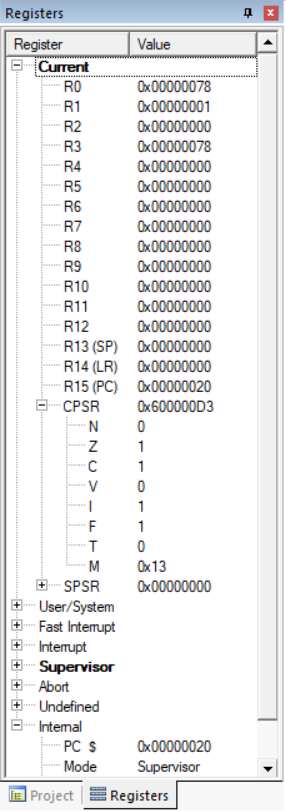 Registers
Register Value
Current
R0 0x00000078
R1 0x00000001
R2 0x00000000
R3 0x00000078
R4 0x00000000
R5 0x00000000
R6 0x00000000
R7 0x00000000
R8 0x00000000
R9 0x00000000
R10 0x00000000
R11 0x00000000
R12 0x00000000
R13 (SP) 0x00000000
R14 (LR) 0x00000000
R15 (PC) 0x00000020
CPSR 0x600000D3
N 0
Z 1
C 1
V 0
I 1
F 1
T 0
M 0x13
SPSR 0x00000000
User/System
Fast Interrupt
Interrupt
Supervisor
Abort
Undefined
Internal
PC $ 0x00000020
Mode Supervisor
Project Registers